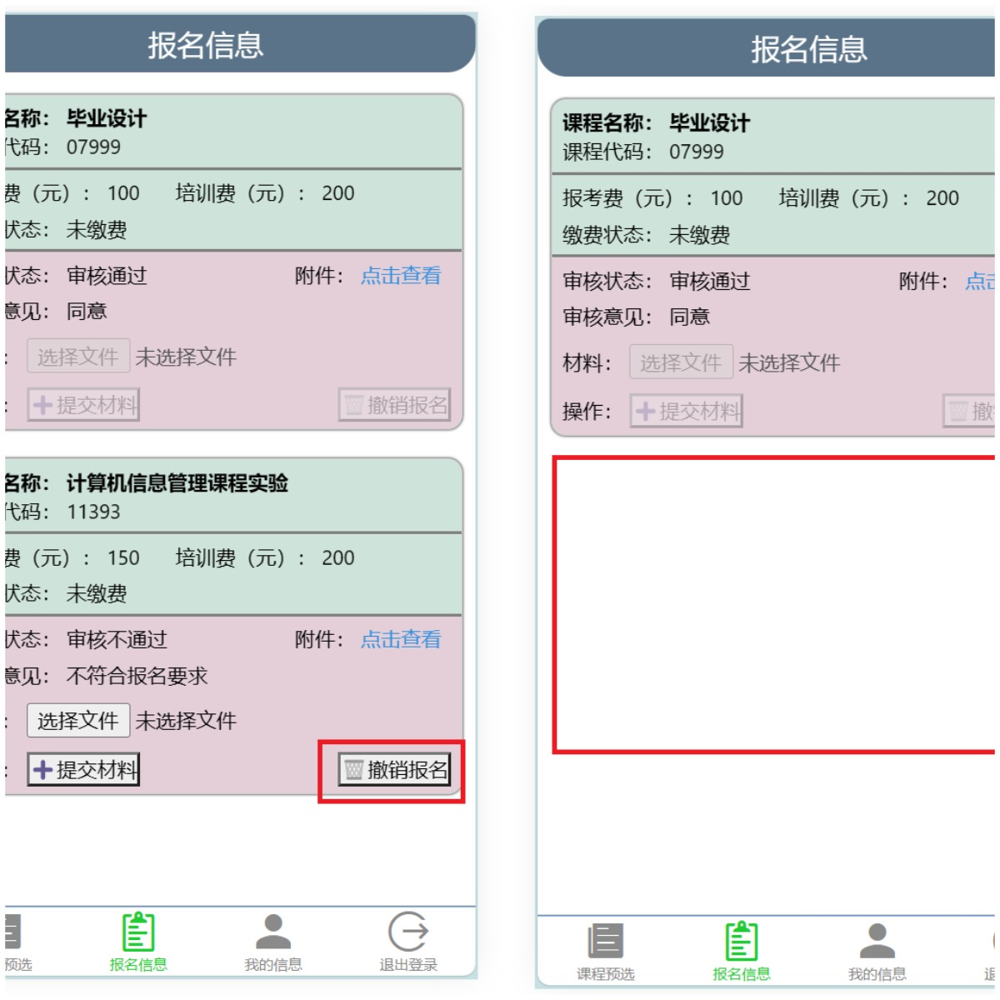 报名信息
名称： 毕业设计
代码： 07999
费（元）： 100 培训费（元）： 200
状态： 未缴费
状态： 审核通过 附件： 点击查看
意见： 同意
： 选择文件 未选择文件
： 提交材料 撤销报名
名称： 计算机信息管理课程实验
代码： 11393
费（元）： 150 培训费（元）： 200
状态： 未缴费
状态： 审核不通过 附件： 点击查看
意见： 不符合报名要求
： 选择文件 未选择文件
： 提交材料 撤销报名
预选 报名信息 我的信息 退出登录
报名信息
课程名称： 毕业设计
课程代码： 07999
报考费（元）： 100 培训费（元）： 200
缴费状态： 未缴费
审核状态： 审核通过 附件： 点击
审核意见： 同意
材料： 选择文件 未选择文件
操作： 提交材料 撤
课程预选 报名信息 我的信息 退